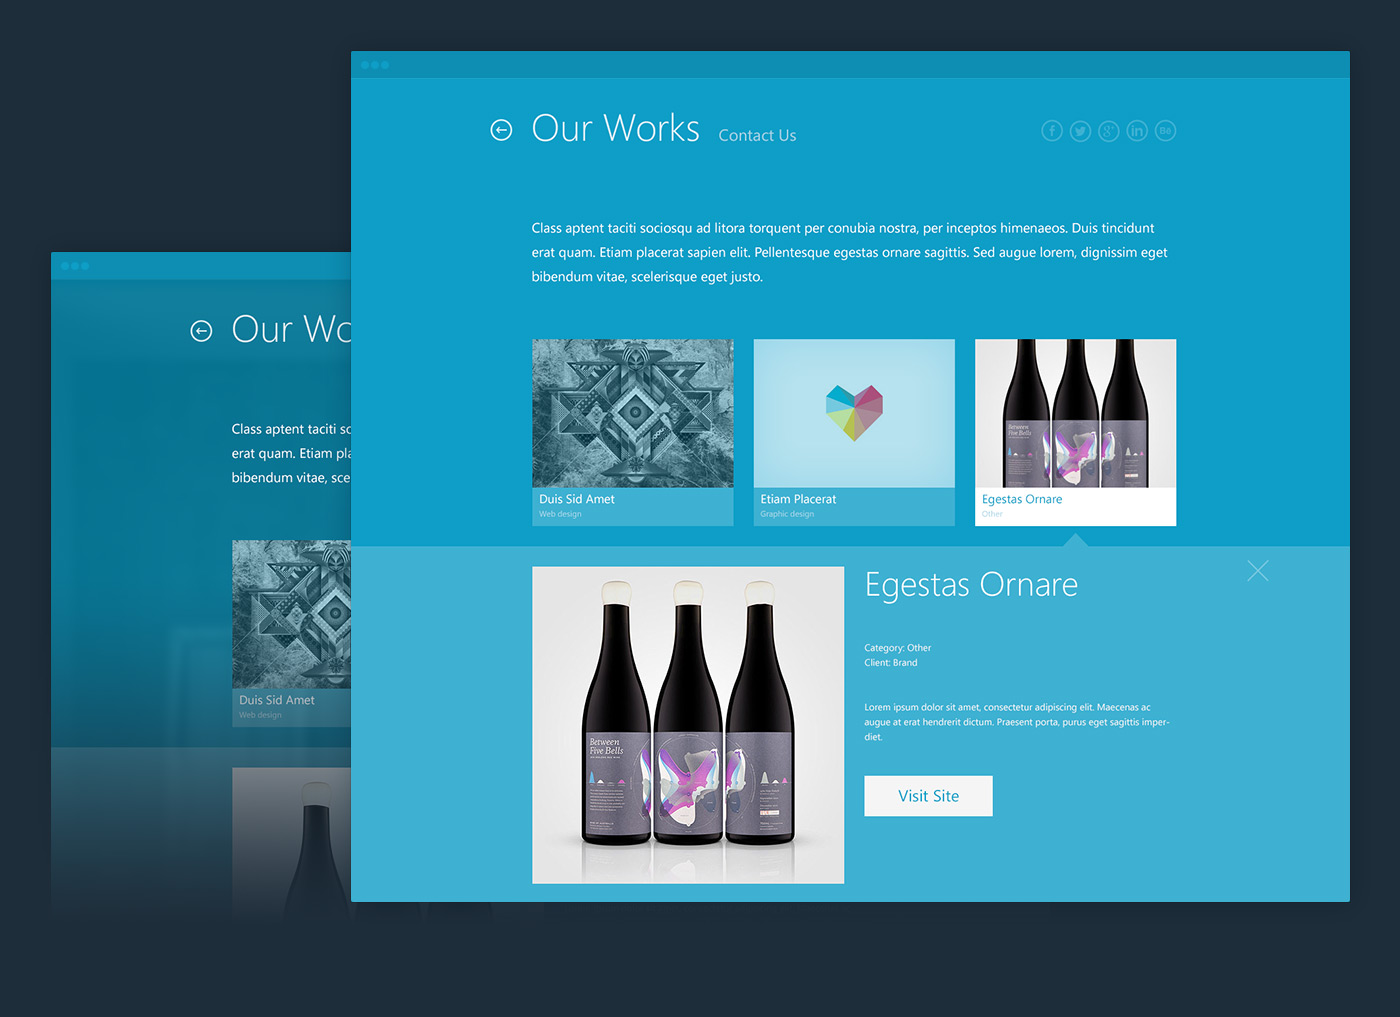 Our Works Contact Us
Bē
Class aptent taciti sociosqu ad litora torquent per conubia nostra, per inceptos himenaeos. Duis tincidunt
erat quam. Etiam placerat sapien elit. Pellentesque egestas ornare sagittis. Sed augue lorem, dignissim eget
bibendum vitae, scelerisque eget justo.
Between
Five Bells
Duis Sid Amet
Web design
Etiam Placerat
Graphic design
Egestas Ornare
Other
Egestas Ornare
Category: Other
Client: Brand
Lorem ipsum dolor sit amet, consectetur adipiscing elit. Maecenas ac
augue at erat hendrerit dictum. Praesent porta, purus eget sagittis imper-
diet.
Visit Site
Between
Five Bells
Our Wo
Class aptent taciti so
erat quam. Etiam pla
bibendum vitae, sce
Duis Sid Amet
Web design